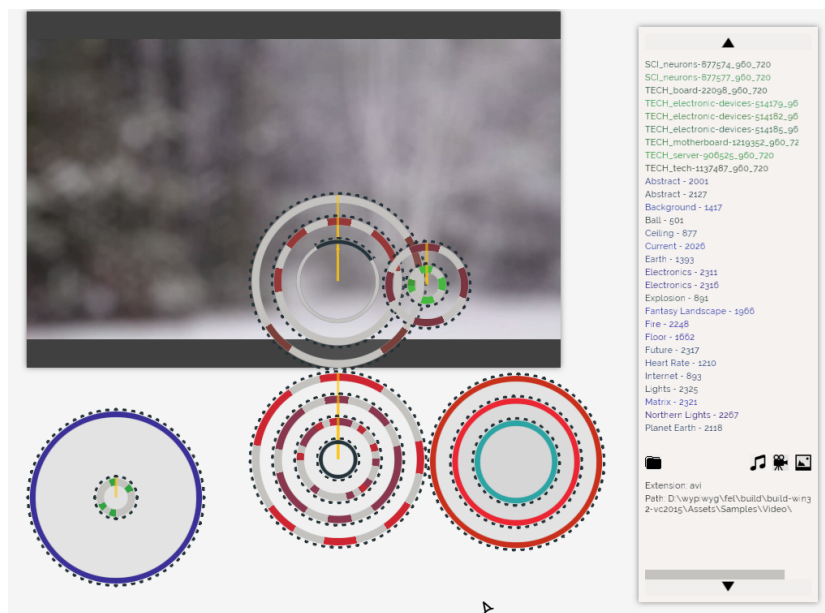 SCI_neurons-877574_960_720
SCI_neurons-877577_960_720
TECH_board-22098_960_720
TECH_electronic-devices-514179_96
TECH_electronic-devices-514182_96
TECH_electronic-devices-514185_96
TECH_motherboard-1219352_960_72
TECH_server-906525_960_720
TECH_tech-1137487_960_720
Abstract - 2001
Abstract - 2127
Background - 1417
Ball - 501
Ceiling - 877
Current - 2026
Earth - 1393
Electronics - 2311
Electronics - 2316
Explosion - 891
Fantasy Landscape - 1966
Fire - 2248
Floor - 1662
Future - 2317
Heart Rate - 1210
Internet - 893
Lights - 2325
Matrix - 2321
Northern Lights - 2267
Planet Earth - 2118
Extension: avi
Path: D:\wypiwyg\fel\build\build-win3
2-vc2015\Assets\Samples\Video\